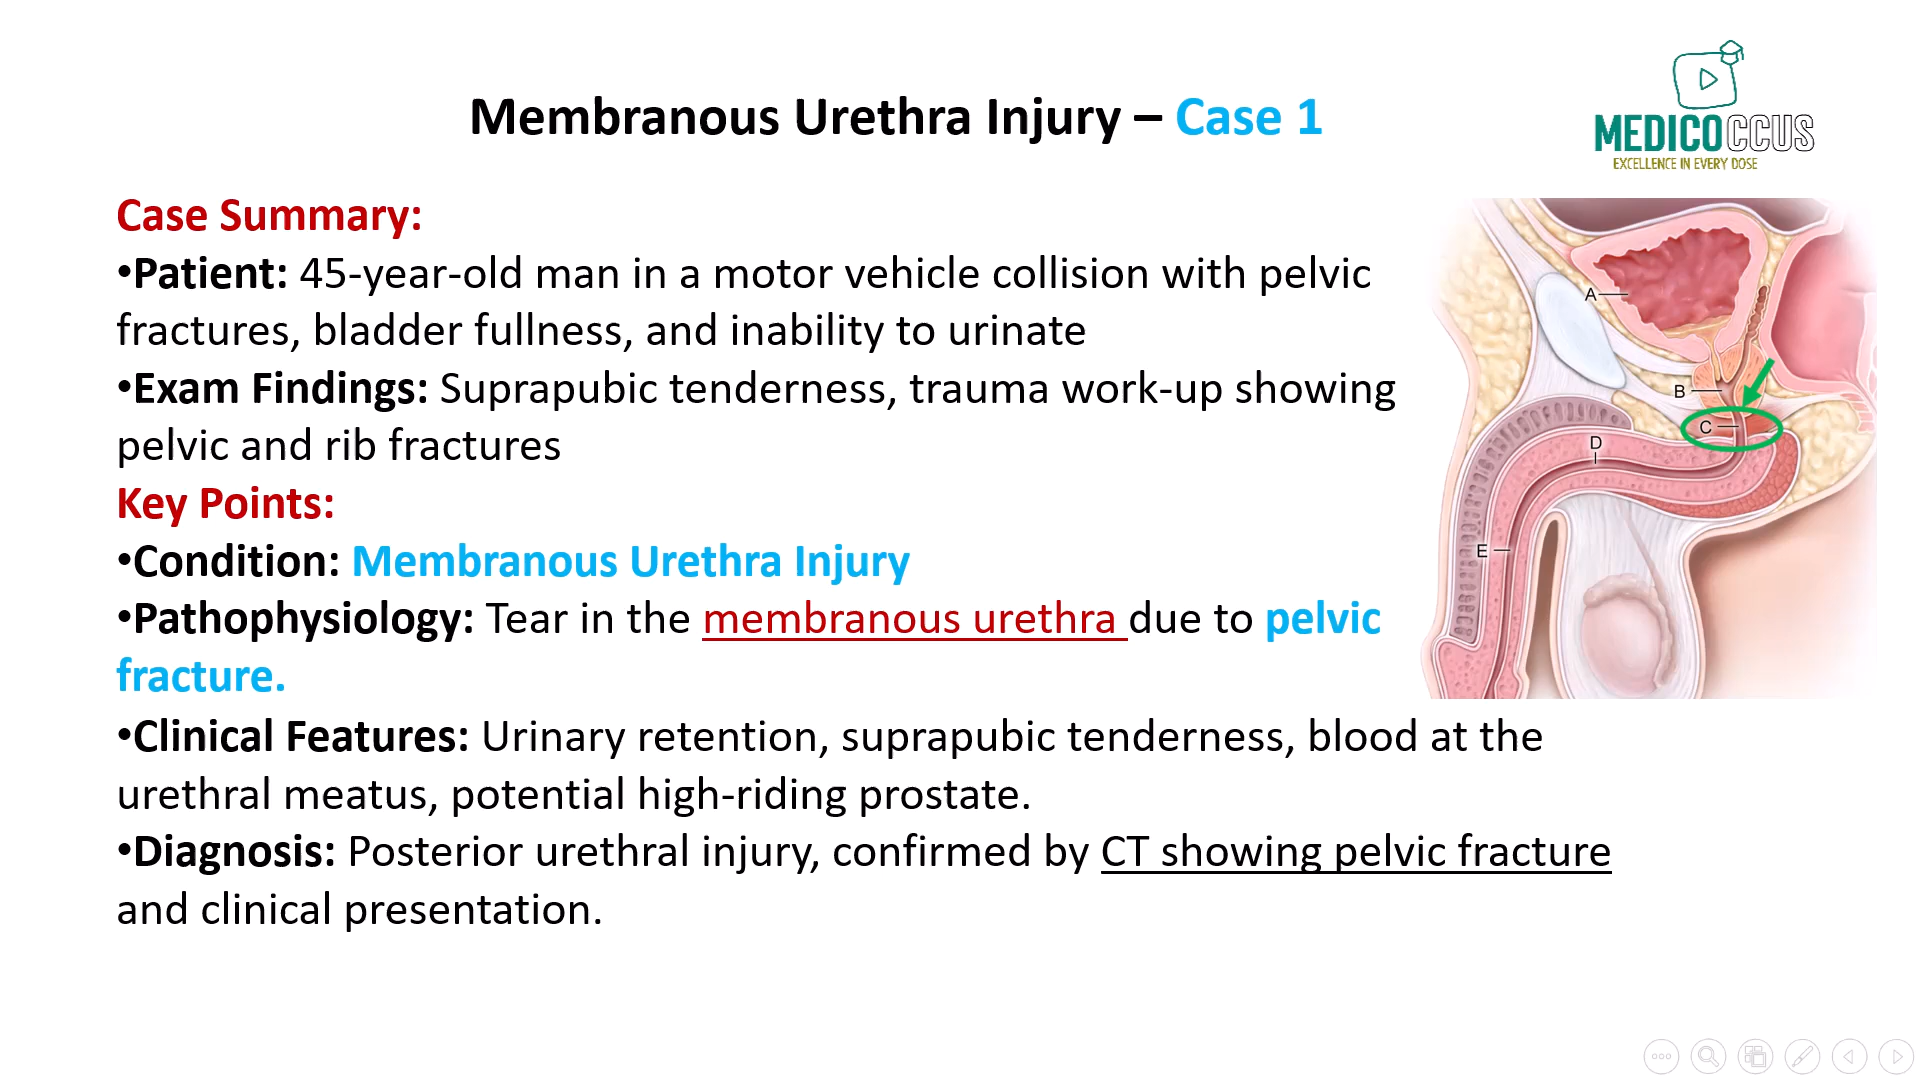 Membranous Urethra Injury – Case 1
MEDICOCCUS
EXCELLENCE IN EVERY DOSE
Case Summary:
•Patient: 45-year-old man in a motor vehicle collision with pelvic
fractures, bladder fullness, and inability to urinate
•Exam Findings: Suprapubic tenderness, trauma work-up showing
pelvic and rib fractures
Key Points:
•Condition: Membranous Urethra Injury
•Pathophysiology: Tear in the membranous urethra due to pelvic
fracture.
•Clinical Features: Urinary retention, suprapubic tenderness, blood at the
urethral meatus, potential high-riding prostate.
•Diagnosis: Posterior urethral injury, confirmed by CT showing pelvic fracture
and clinical presentation.
A
B
C
D
E